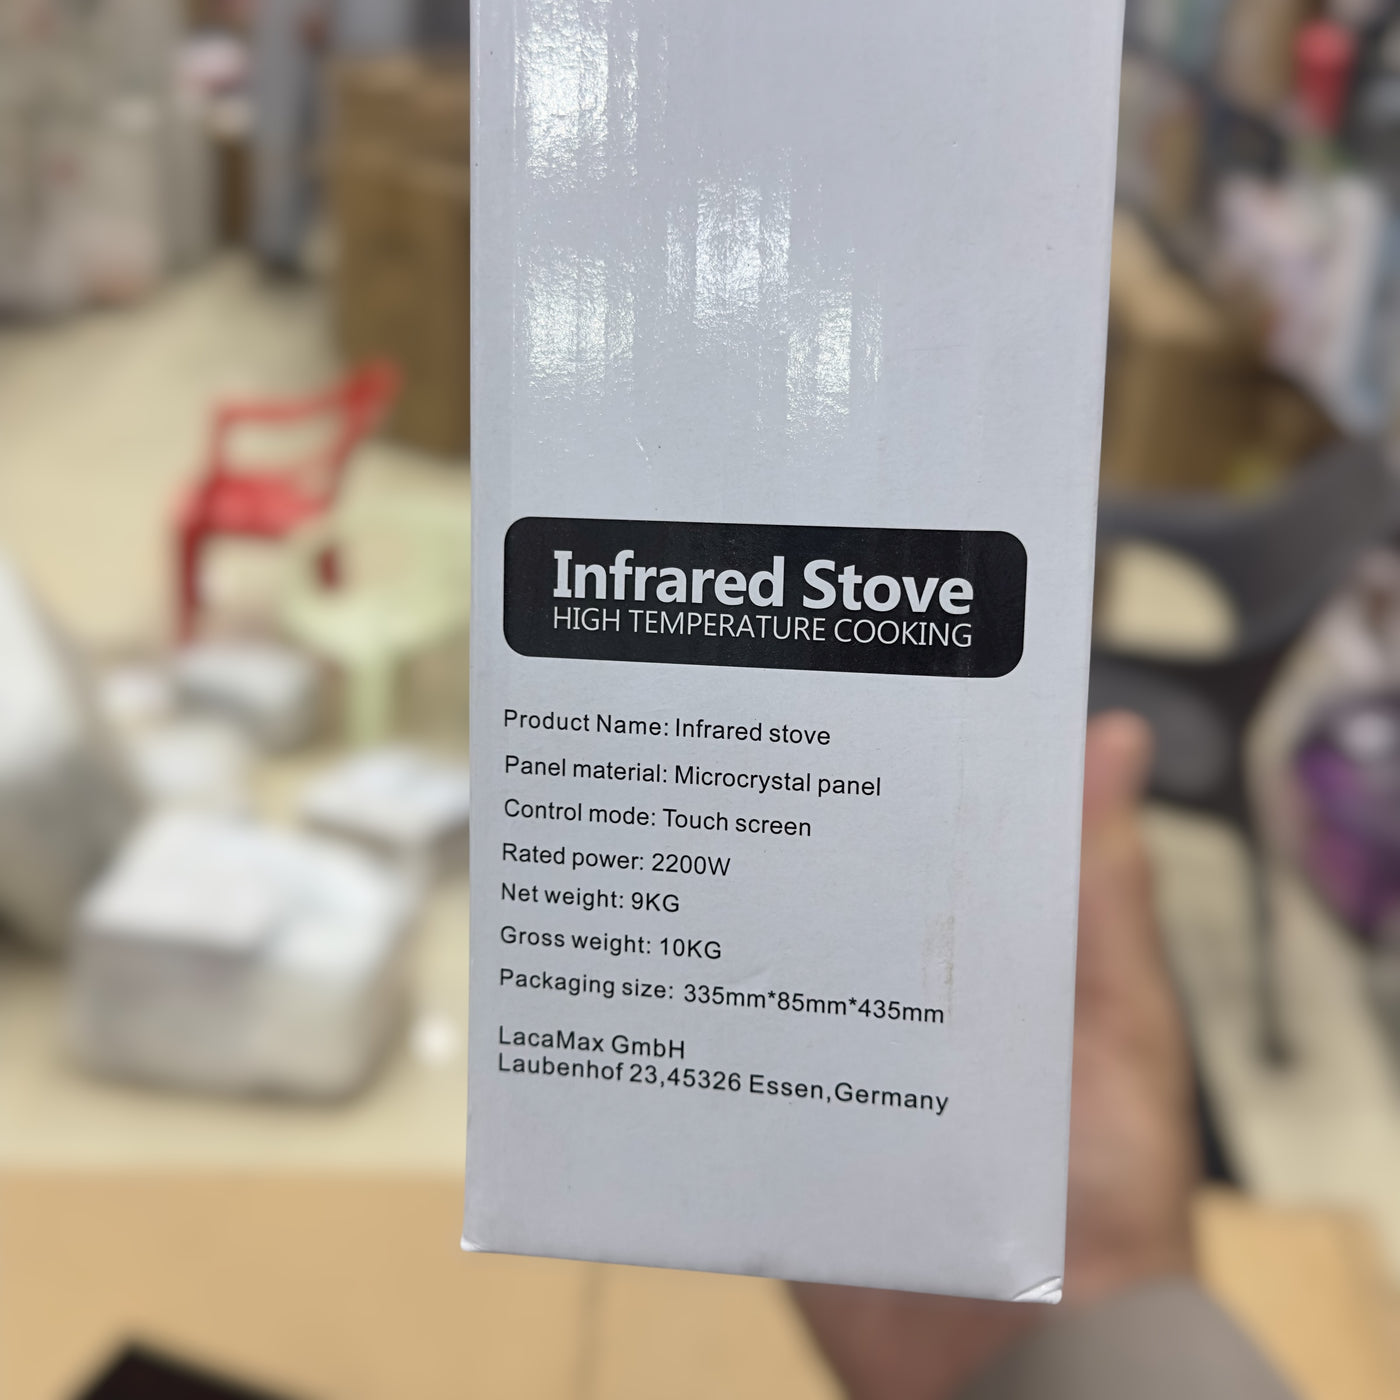 Infrared Stove
HIGH TEMPERATURE COOKING
Product Name: Infrared stove
Panel material: Microcrystal panel
Control mode: Touch screen
Rated power: 2200W
Net weight: 9KG
Gross weight: 10KG
Packaging size: 335mm*85mm*435mm
LacaMax GmbH
Laubenhof 23,45326 Essen,Germany